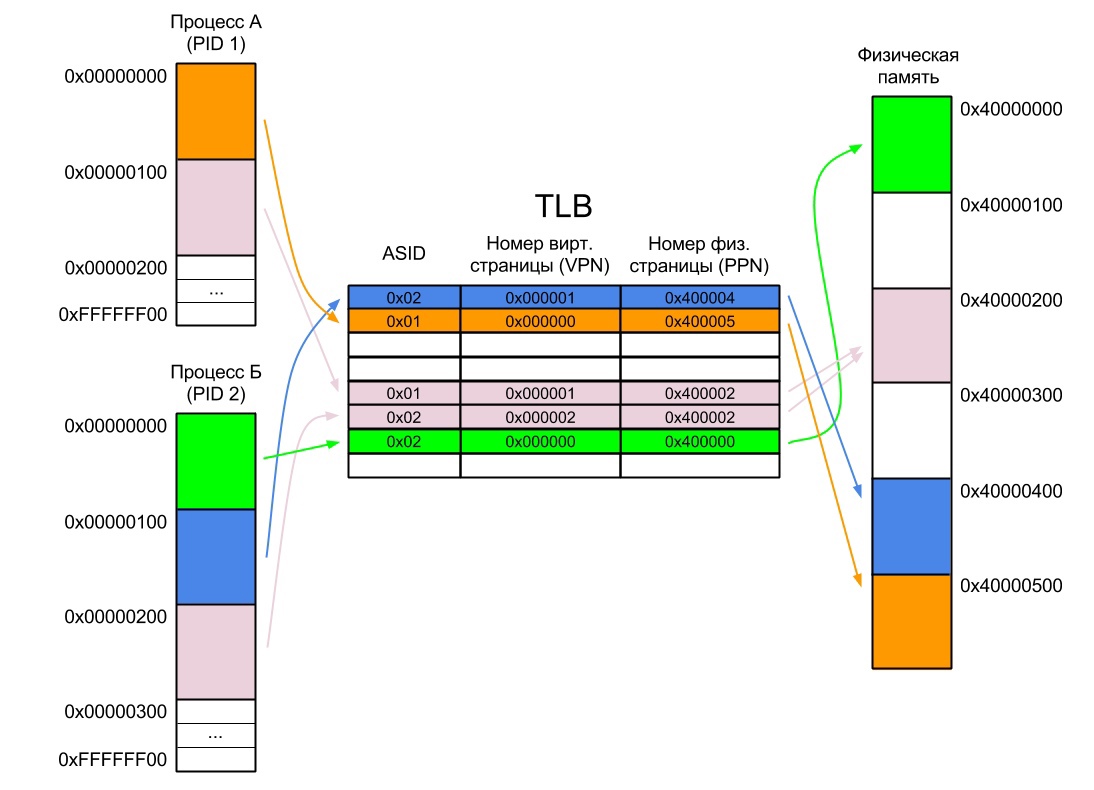 Процесс А
(PID 1)
0x00000000
0x00000100
0x00000200
...
0xFFFFFF00
Процесс Б
(PID 2)
0x00000000
0x00000100
0x00000200
0x00000300
...
0xFFFFFF00
TLB
ASID Номер вирт. страницы (VPN) Номер физ. страницы (PPN)
0x02 0x000001 0x400004
0x01 0x000000 0x400005
0x01 0x000001 0x400002
0x02 0x000002 0x400002
0x02 0x000000 0x400000
Физическая
память
0x40000000
0x40000100
0x40000200
0x40000300
0x40000400
0x40000500